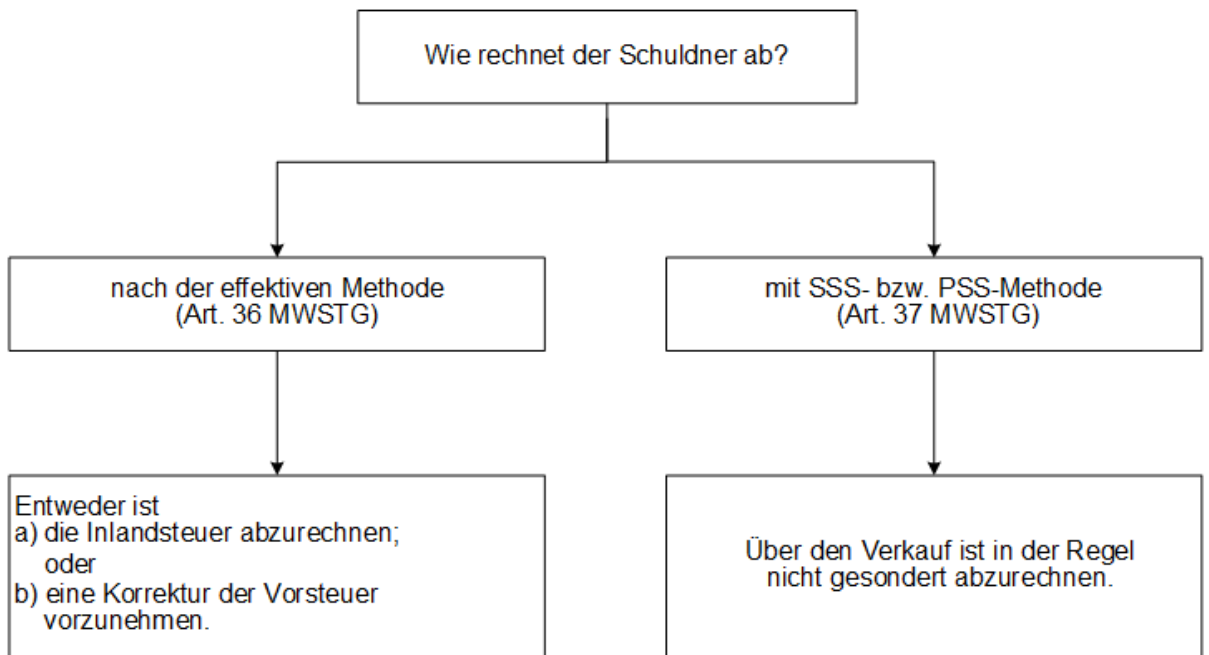 Wie rechnet der Schuldner ab?
nach der effektiven Methode
(Art. 36 MWSTG)
mit SSS- bzw. PSS-Methode
(Art. 37 MWSTG)
Entweder ist
a) die Inlandsteuer abzurechnen;
oder
b) eine Korrektur der Vorsteuer
vorzunehmen.
Über den Verkauf ist in der Regel
nicht gesondert abzurechnen.